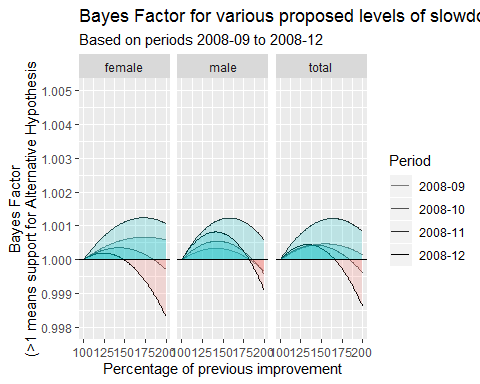 Bayes Factor for various proposed levels of slowdo
Based on periods 2008-09 to 2008-12
female
male
total
Bayes Factor
(>1 means support for Alternative Hypothesis
1.005
1.004
1.003
1.002
1.001
1.000
0.999
0.998
100125150175200
100125150175200
100125150175200
Percentage of previous improvement
Period
2008-09
2008-10
2008-11
2008-12